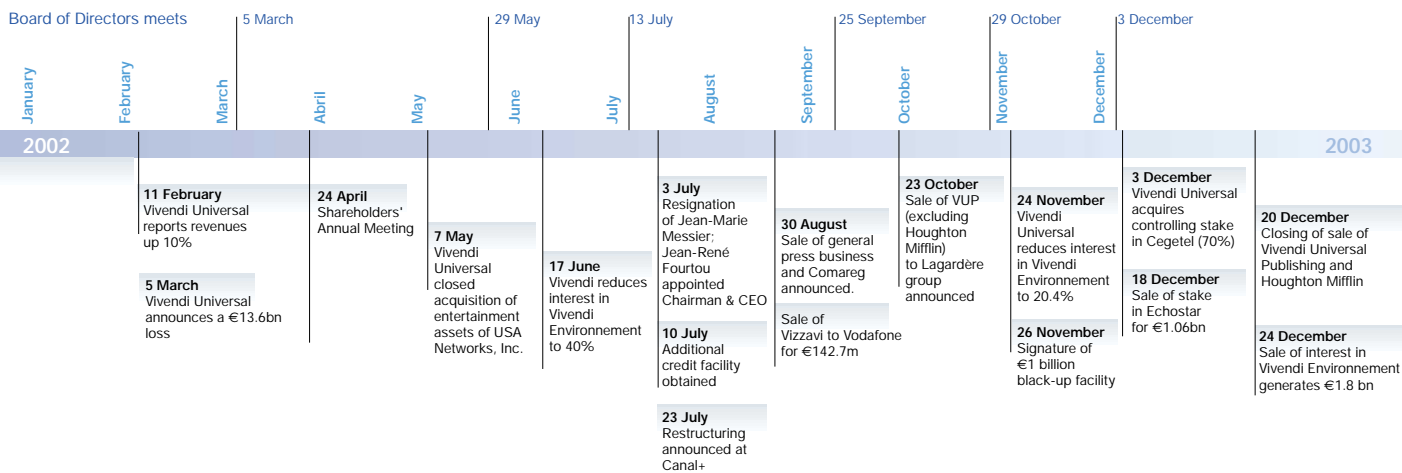 Board of Directors meets
5 March
29 May
13 July
25 September
29 October
3 December
January
February
March
April
May
June
July
August
September
October
November
December
2002
2003
11 February
Vivendi Universal
reports revenues
up 10%
5 March
Vivendi Universal
announces a €13.6bn
loss
24 April
Shareholders'
Annual Meeting
7 May
Vivendi
Universal
closed
acquisition of
entertainment
assets of USA
Networks, Inc.
17 June
Vivendi reduces
interest in
Vivendi
Environnement
to 40%
3 July
Resignation
of Jean-Marie
Messier;
Jean-René
Fourtou
appointed
Chairman & CEO
10 July
Additional
credit facility
obtained
23 July
Restructuring
announced at
Canal+
30 August
Sale of general
press business
and Comareg
announced.
Sale of
Vizzavi to Vodafone
for €142.7m
23 October
Sale of VUP
(excluding
Houghton
Mifflin)
to Lagardère
group
announced
24 November
Vivendi
Universal
reduces interest
in Vivendi
Environnement
to 20.4%
26 November
Signature of
€1 billion
black-up facility
3 December
Vivendi Universal
acquires
controlling stake
in Cegetel (70%)
18 December
Sale of stake
in Echostar
for €1.06bn
20 December
Closing of sale of
Vivendi Universal
Publishing and
Houghton Mifflin
24 December
Sale of interest in
Vivendi Environnement
generates €1.8 bn